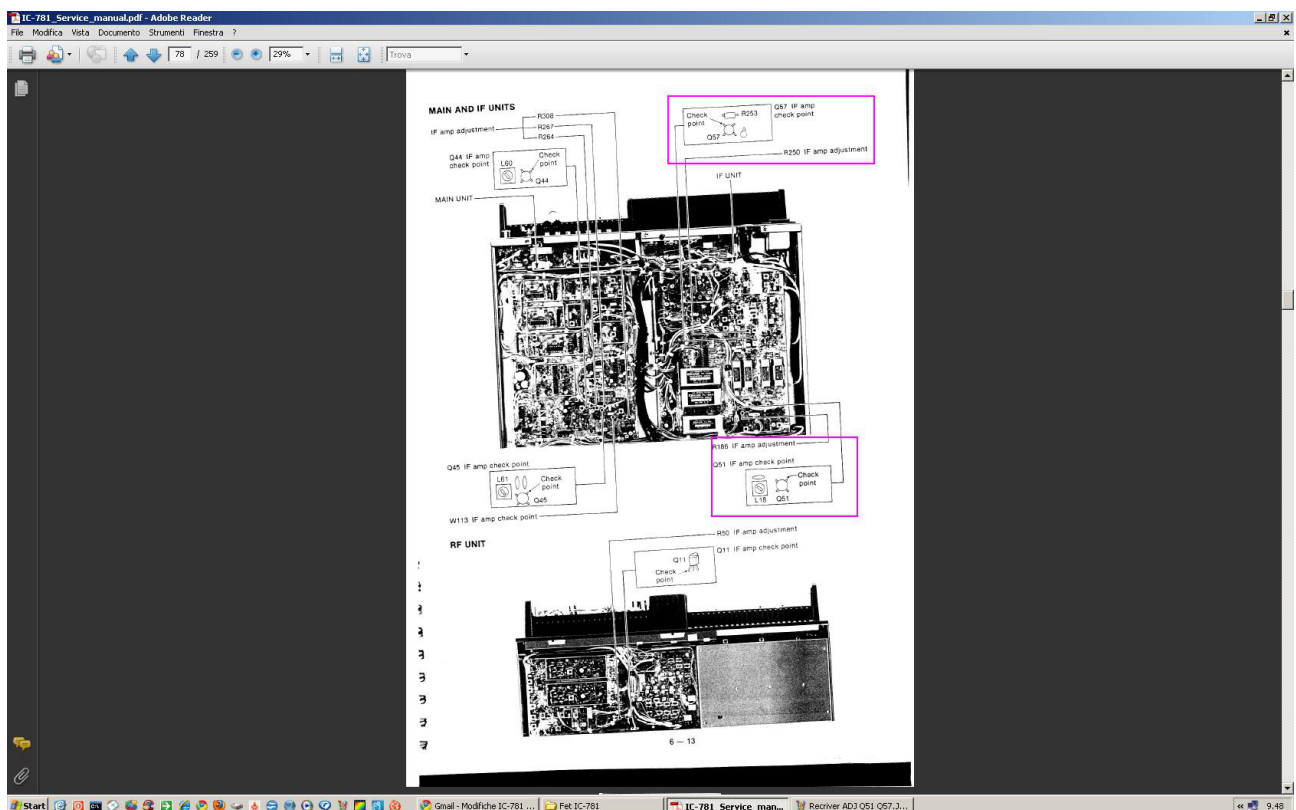 IC-781_Service_manual.pdf - Adobe Reader
File Modifica Vista Documento Strumenti Finestra ?
78 / 259 29% Trova
MAIN AND IF UNITS
R308
IF amp adjustment R267
R264
Q44 IF amp
check point
L60
Check
point
Q44
MAIN UNIT
Check
point
R253
Q57
Q57 IF amp
check point
R250 IF amp adjustment
IF UNIT
R186 IF amp adjustment
Q45 IF amp check point
L61
Check
point
Q45
Q51 IF amp check point
Check
point
L18 Q51
W113 IF amp check point
RF UNIT
R50 IF amp adjustment
Q11 IF amp check point
Q11
Check
point
6 — 13
Start
Gmail - Modifiche IC-781 ...
Fet IC-781
IC-781_Service_man...
Recriver ADJ Q51 Q57.J...
9.48